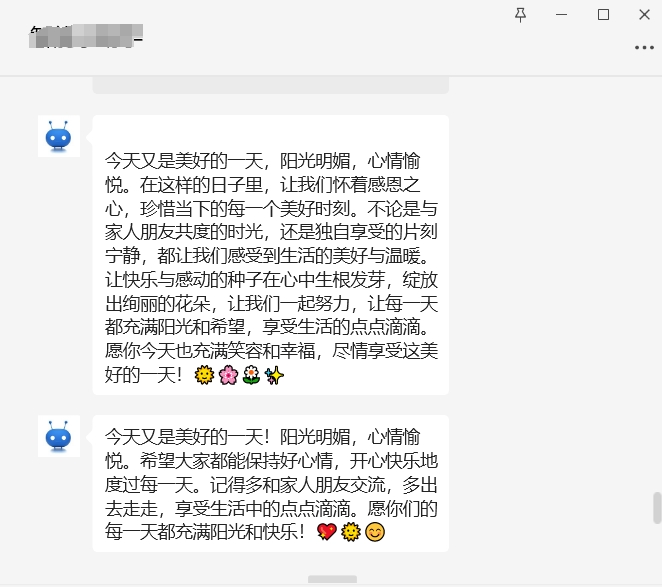 今天又是美好的一天，阳光明媚，心情愉
悦。在这样的日子里，让我们怀着感恩之
心，珍惜当下的每一个美好时刻。不论是与
家人朋友共度的时光，还是独自享受的片刻
宁静，都让我们感受到生活的美好与温暖。
让快乐与感动的种子在心中生根发芽，绽放
出绚丽的花朵，让我们一起努力，让每一天
都充满阳光和希望，享受生活的点点滴滴。
愿你今天也充满笑容和幸福，尽情享受这美
好的一天！🌞🌸🌼✨
今天又是美好的一天！阳光明媚，心情愉
悦。希望大家都能保持好心情，开心快乐地
度过每一天。记得多和家人朋友交流，多出
去走走，享受生活中的点点滴滴。愿你们的
每一天都充满阳光和快乐！💖🌞😊